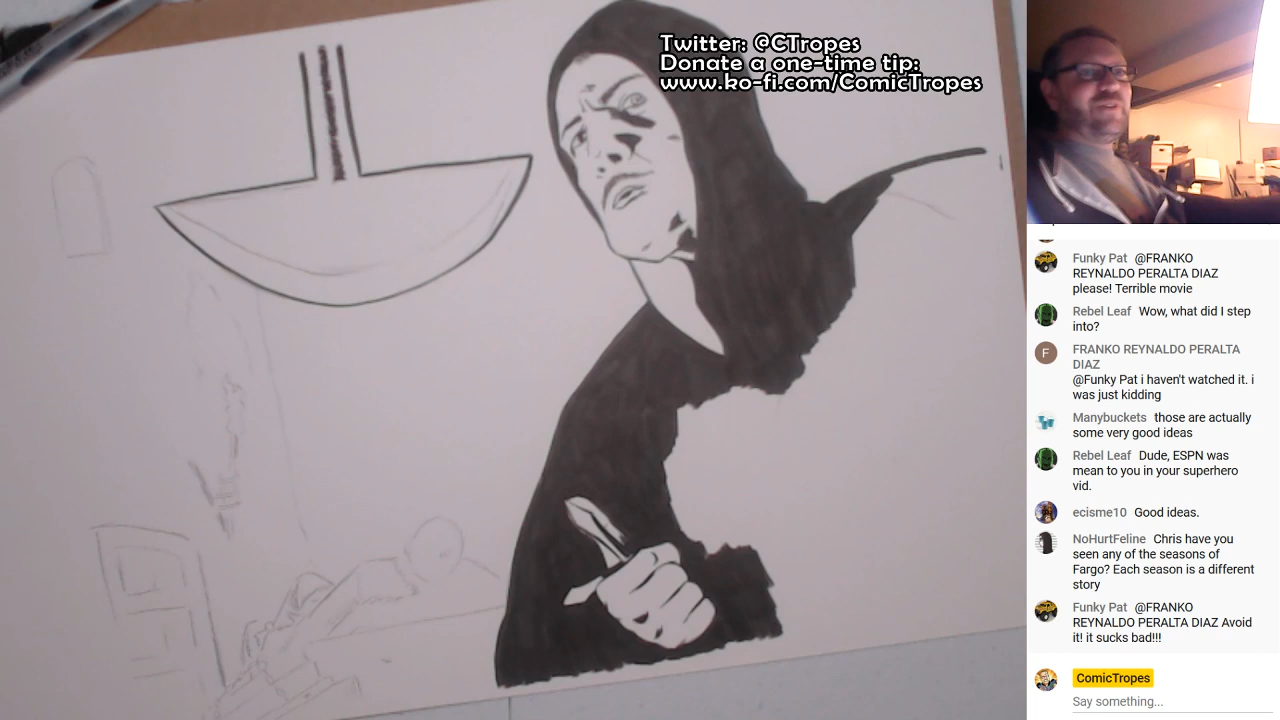 Twitter: @CTropes
Donate a one-time tip:
www.ko-fi.com/ComicTropes
Funky Pat @FRANKO
REYNALDO PERALTA DIAZ
please! Terrible movie
Rebel Leaf Wow, what did I step
into?
F
FRANKO REYNALDO PERALTA
DIAZ
@Funky Pat i haven't watched it. i
was just kidding
Manybuckets those are actually
some very good ideas
Rebel Leaf Dude, ESPN was
mean to you in your superhero
vid.
ecisme10 Good ideas.
NoHurtFeline Chris have you
seen any of the seasons of
Fargo? Each season is a different
story
Funky Pat @FRANKO
REYNALDO PERALTA DIAZ Avoid
it! it sucks bad!!!
ComicTropes
Say something...